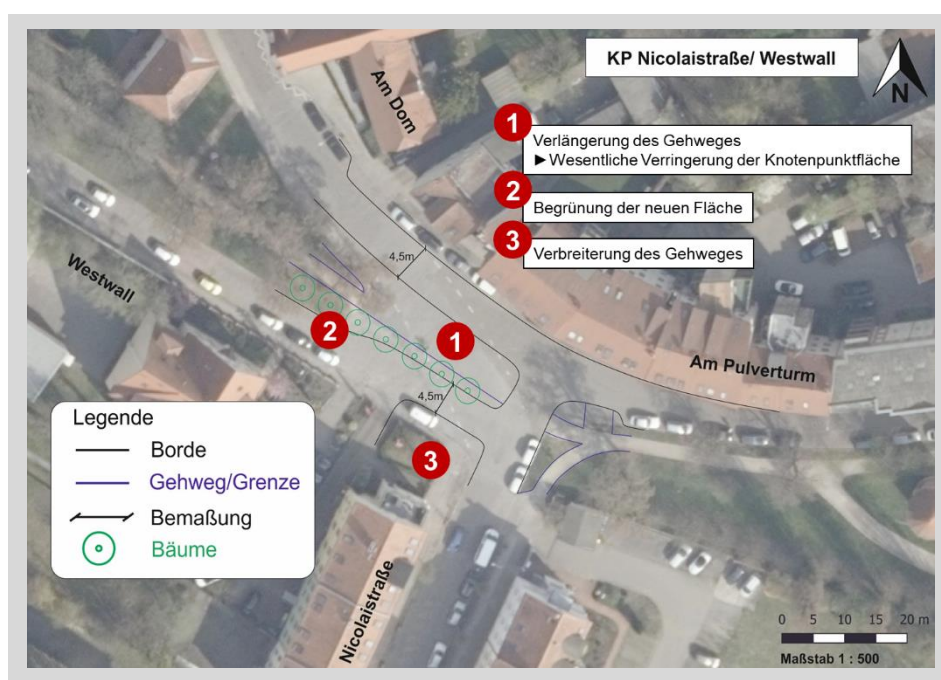 KP Nicolaistraße/ Westwall
N
Am Dom
1
Verlängerung des Gehweges
► Wesentliche Verringerung der Knotenpunktfläche
2
Begrünung der neuen Fläche
3
Verbreiterung des Gehweges
4,5m
Westwall
2
1
Am Pulverturm
4,5m
3
Legende
Borde
Gehweg/Grenze
Bemaßung
Bäume
Nicolaistraße
0 5 10 15 20 m
Maßstab 1 : 500